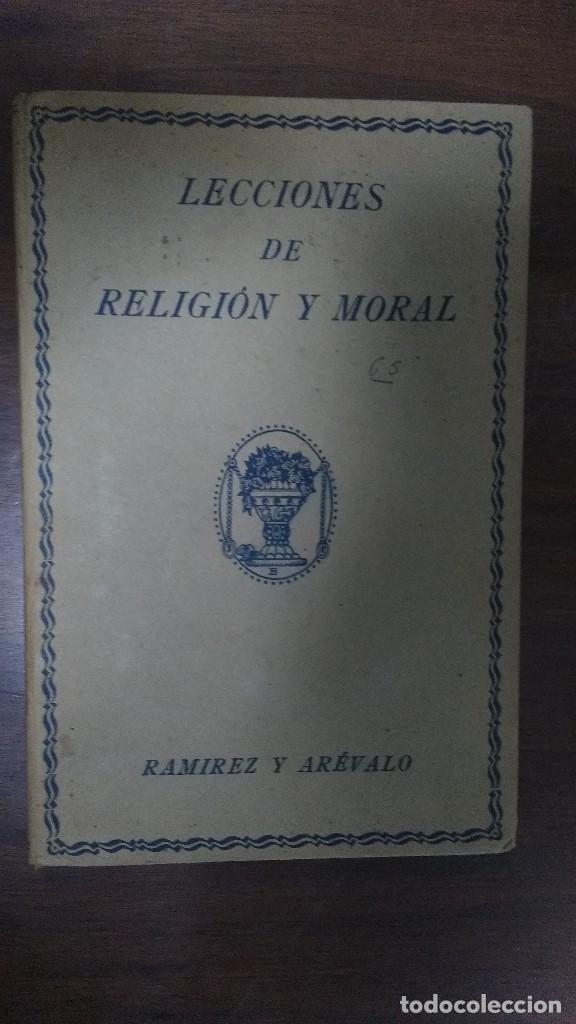 LECCIONES
DE
RELIGIÓN Y MORAL
65
RAMIREZ Y ARÉVALO
todocoleccion